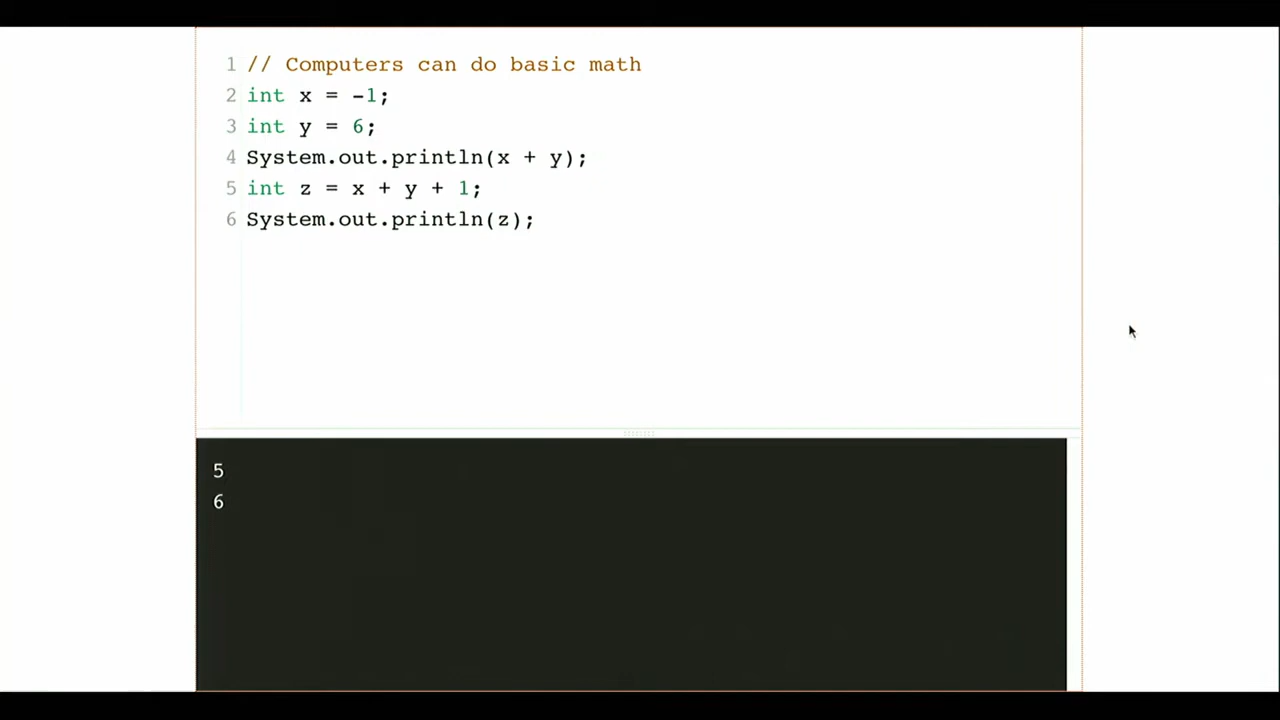 1 // Computers can do basic math
2 int x = -1;
3 int y = 6;
4 System.out.println(x + y);
5 int z = x + y + 1;
6 System.out.println(z);
5
6